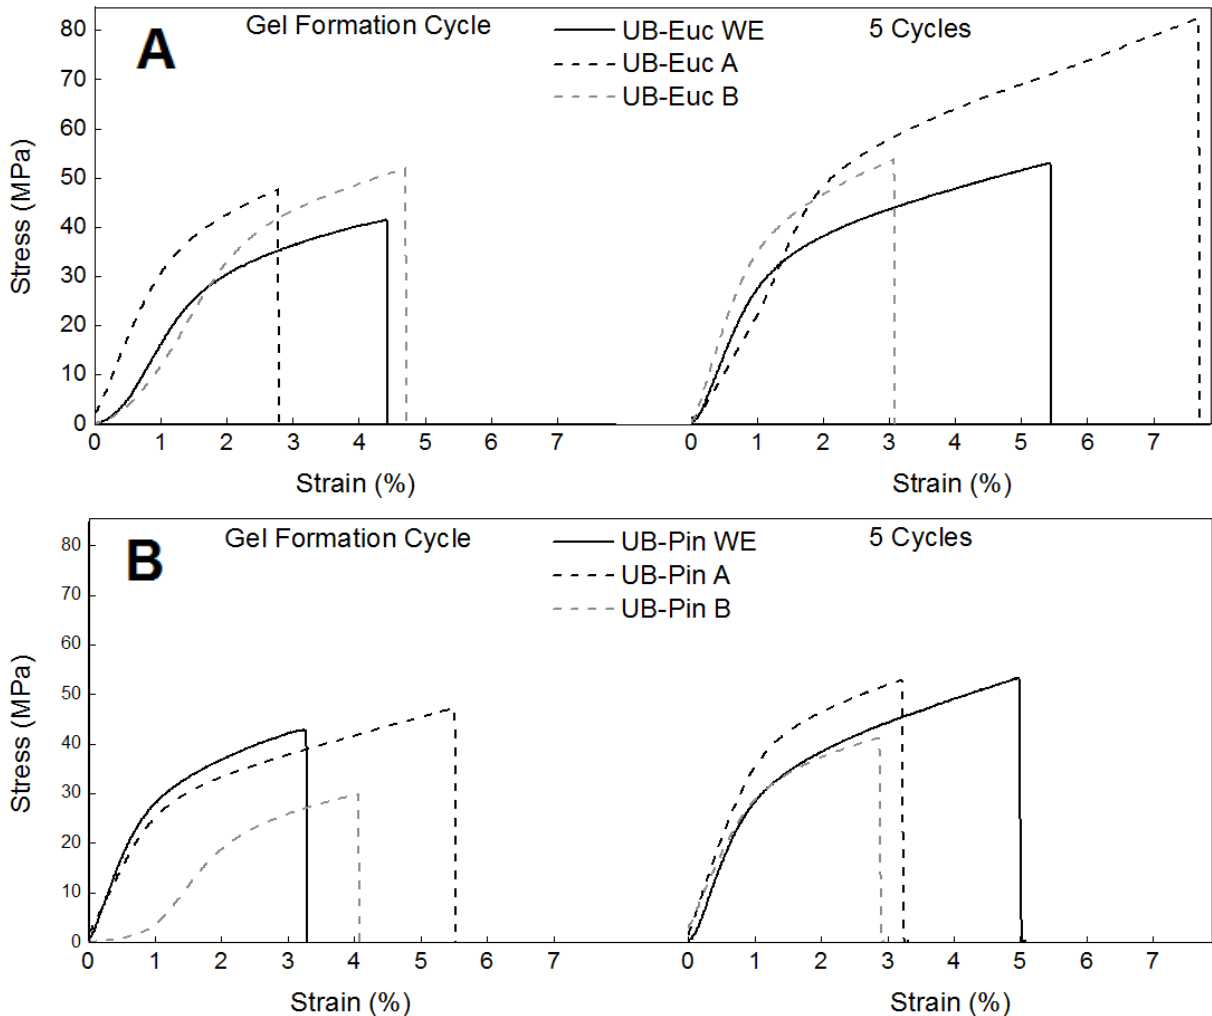 A
Gel Formation Cycle
5 Cycles
UB-Euc WE
UB-Euc A
UB-Euc B
Stress (MPa)
80
70
60
50
40
30
20
10
0
0 1 2 3 4 5 6 7
0 1 2 3 4 5 6 7
Strain (%)
Strain (%)
B
Gel Formation Cycle
5 Cycles
UB-Pin WE
UB-Pin A
UB-Pin B
Stress (MPa)
80
70
60
50
40
30
20
10
0
0 1 2 3 4 5 6 7
0 1 2 3 4 5 6 7
Strain (%)
Strain (%)